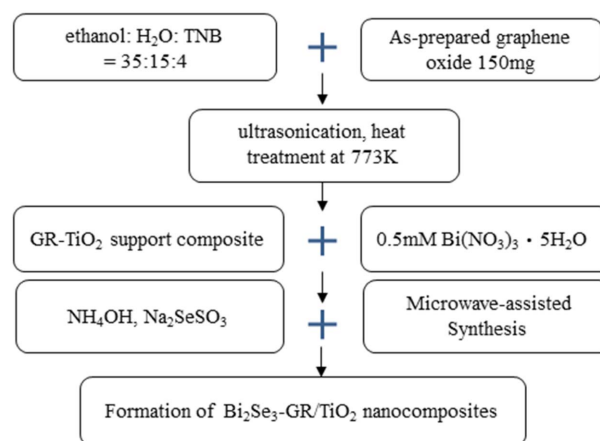 ethanol: H₂O: TNB
= 35:15:4
+
As-prepared graphene
oxide 150mg
ultrasonication, heat
treatment at 773K
GR-TiO₂ support composite
+
0.5mM Bi(NO₃)₃・5H₂O
NH₄OH, Na₂SeSO₃
+
Microwave-assisted
Synthesis
Formation of Bi₂Se₃-GR/TiO₂ nanocomposites